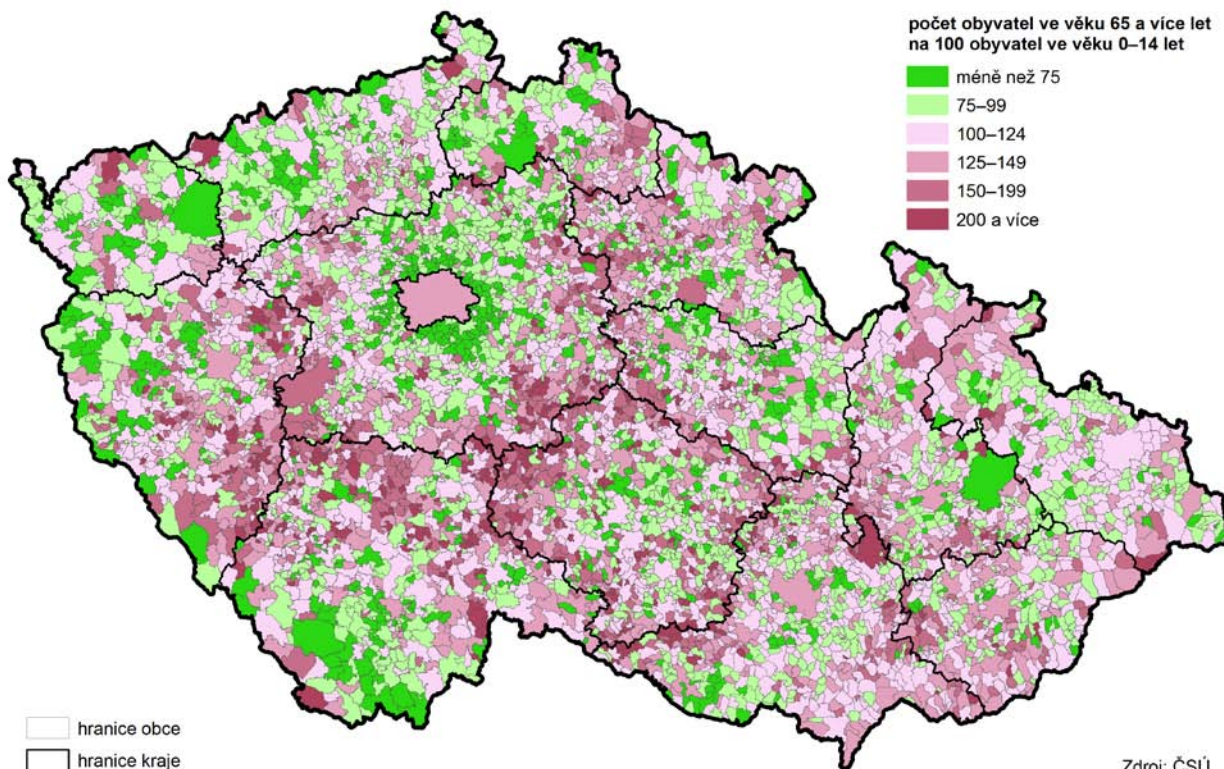 počet obyvatel ve věku 65 a více let
na 100 obyvatel ve věku 0–14 let
méně než 75
75–99
100–124
125–149
150–199
200 a více
hranice obce
hranice kraje
Zdroj: ČSÚ